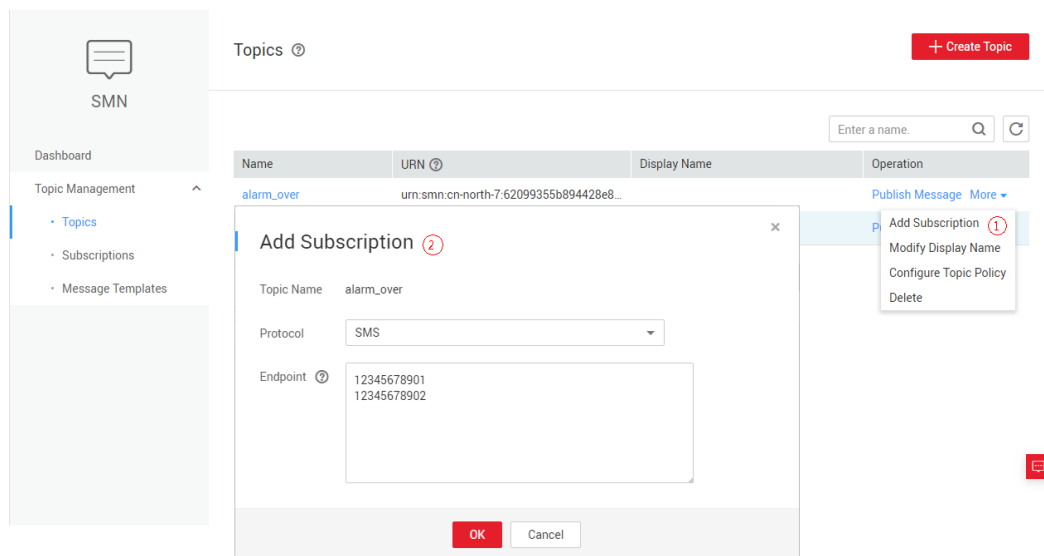 Topics
+ Create Topic
SMN
Enter a name.
Dashboard
Name URN Display Name Operation
Topic Management
alarm_over urn:smn:cn-north-7:62099355b894428e8... Publish Message More
Topics
Add Subscription 1
Add Subscription 2
Modify Display Name
Subscriptions
Configure Topic Policy
Message Templates
Topic Name alarm_over
Delete
Protocol SMS
Endpoint
12345678901
12345678902
OK Cancel